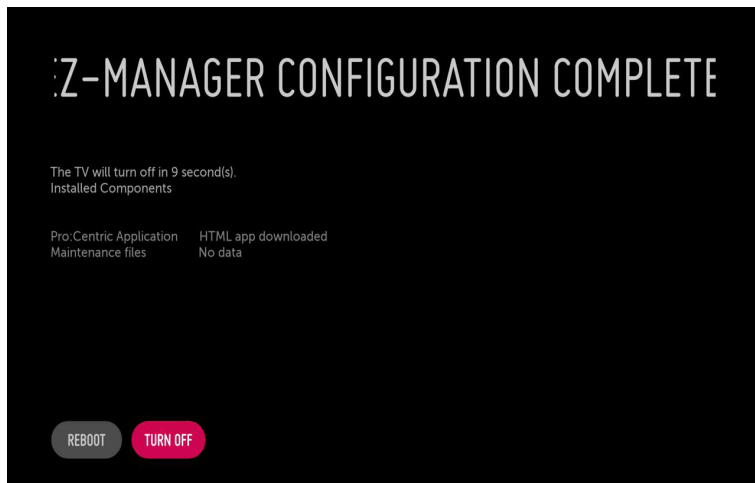 EZ-MANAGER CONFIGURATION COMPLETE
The TV will turn off in 9 second(s).
Installed Components
Pro:Centric Application HTML app downloaded
Maintenance files No data
REBOOT TURN OFF